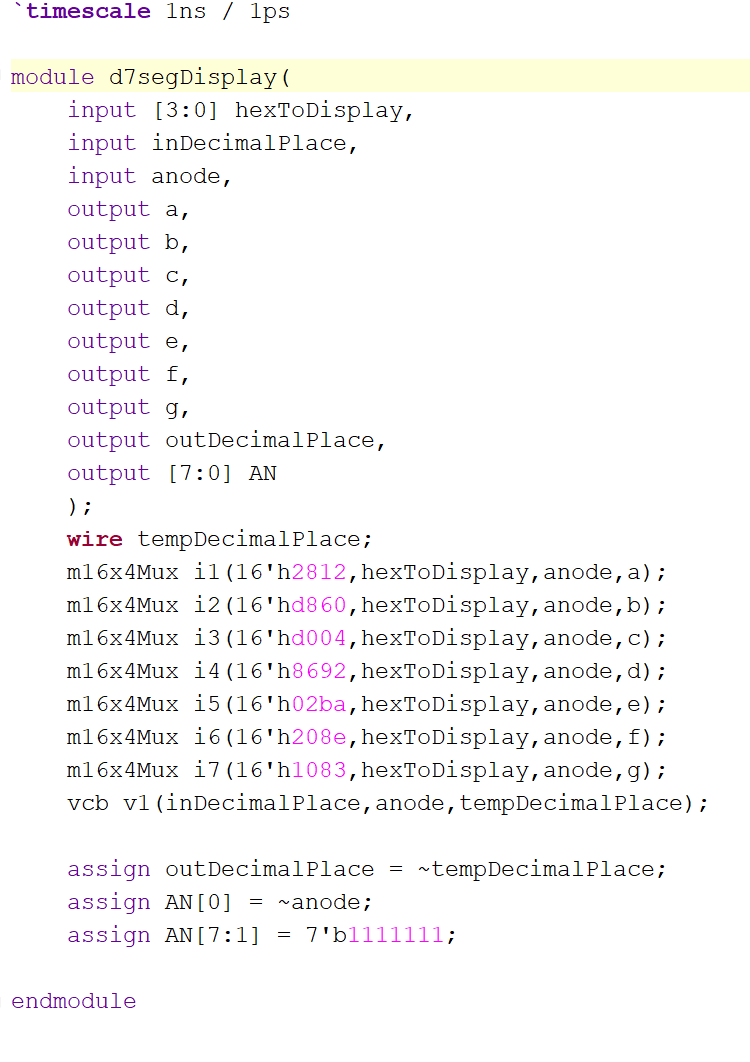 `timescale 1ns / 1ps
module d7segDisplay(
input [3:0] hexToDisplay,
input inDecimalPlace,
input anode,
output a,
output b,
output c,
output d,
output e,
output f,
output g,
output outDecimalPlace,
output [7:0] AN
);
wire tempDecimalPlace;
m16x4Mux i1(16'h2812,hexToDisplay,anode,a);
m16x4Mux i2(16'hd860,hexToDisplay,anode,b);
m16x4Mux i3(16'hd004,hexToDisplay,anode,c);
m16x4Mux i4(16'h8692,hexToDisplay,anode,d);
m16x4Mux i5(16'h02ba,hexToDisplay,anode,e);
m16x4Mux i6(16'h208e,hexToDisplay,anode,f);
m16x4Mux i7(16'h1083,hexToDisplay,anode,g);
vcb v1(inDecimalPlace,anode,tempDecimalPlace);
assign outDecimalPlace = ~tempDecimalPlace;
assign AN[0] = ~anode;
assign AN[7:1] = 7'b1111111;
endmodule